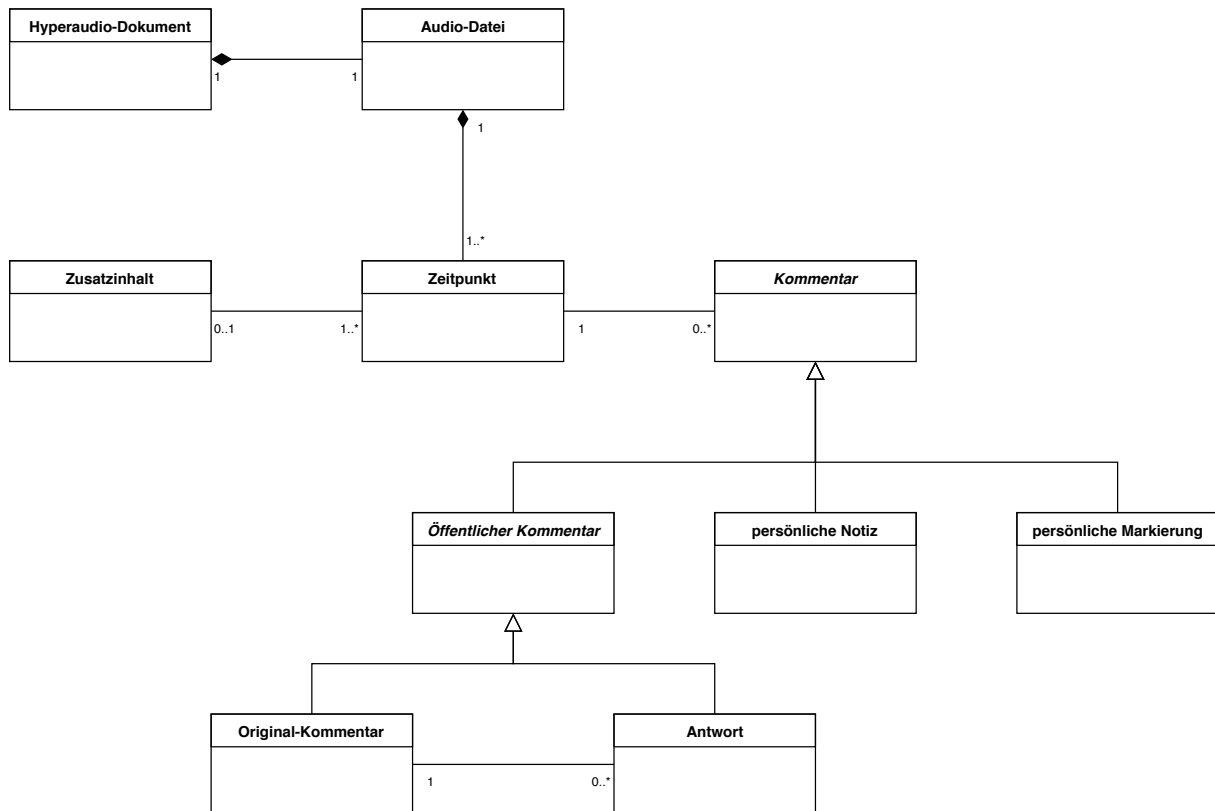 Hyperaudio-Dokument
Audio-Datei
1
1
1
1..*
Zusatzinhalt
Zeitpunkt
Kommentar
0..1
1..*
1
0..*
Öffentlicher Kommentar
persönliche Notiz
persönliche Markierung
Original-Kommentar
Antwort
1
0..*